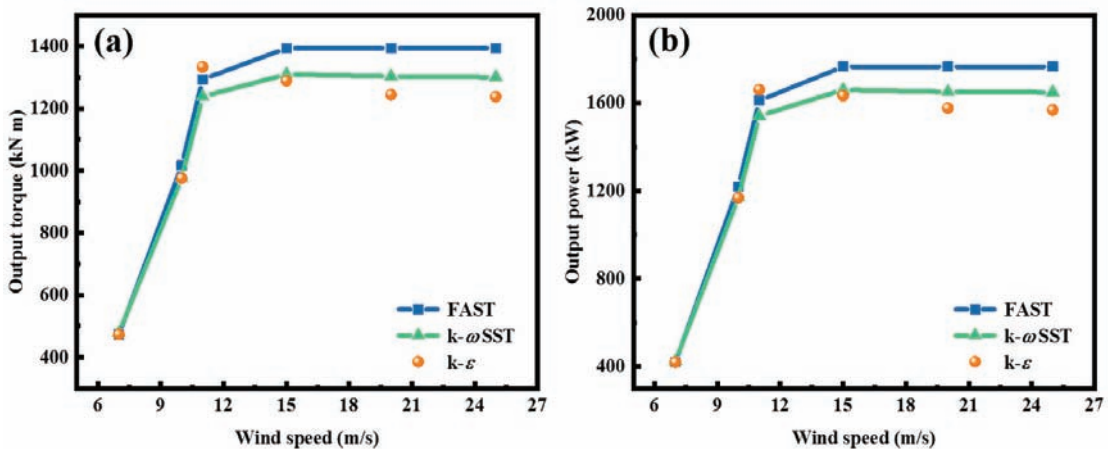 (a)
Output torque (kN m)
1400
1200
1000
800
600
400
6 9 12 15 18 21 24 27
Wind speed (m/s)
FAST
k-ω SST
k-ε
(b)
Output power (kW)
2000
1600
1200
800
400
6 9 12 15 18 21 24 27
Wind speed (m/s)
FAST
k-ω SST
k-ε